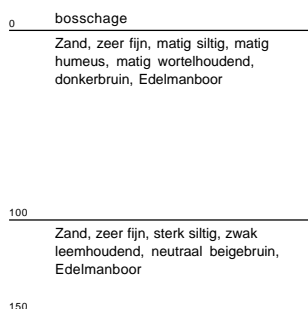 0 bosschage
Zand, zeer fijn, matig siltig, matig
humeus, matig wortelhoudend,
donkerbruin, Edelmanboor
100
Zand, zeer fijn, sterk siltig, zwak
leemhoudend, neutraal beigebruin,
Edelmanboor
150